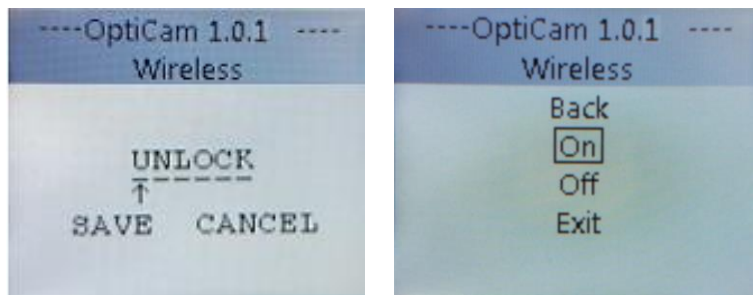 ----OptiCam 1.0.1 ----
Wireless
UNLOCK
↑
SAVE CANCEL
----OptiCam 1.0.1 ----
Wireless
Back
On
Off
Exit